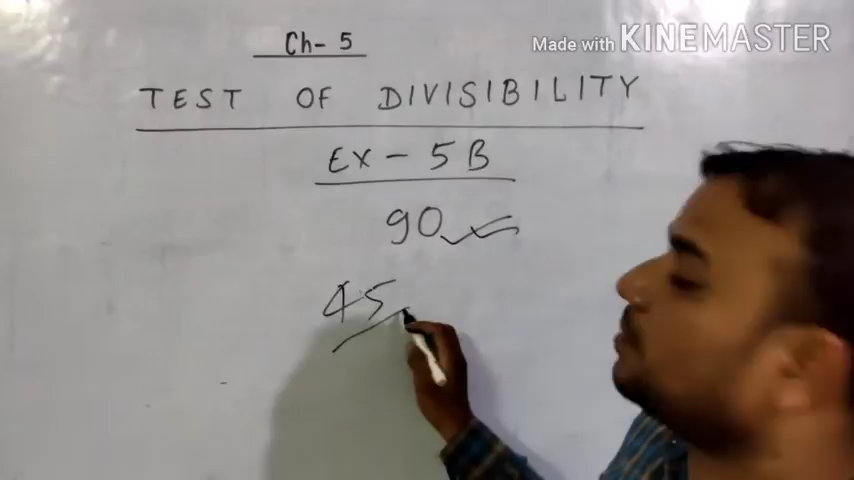 Made with KINEMASTER
Ch- 5
TEST OF DIVISIBILITY
Ex - 5B
90
45